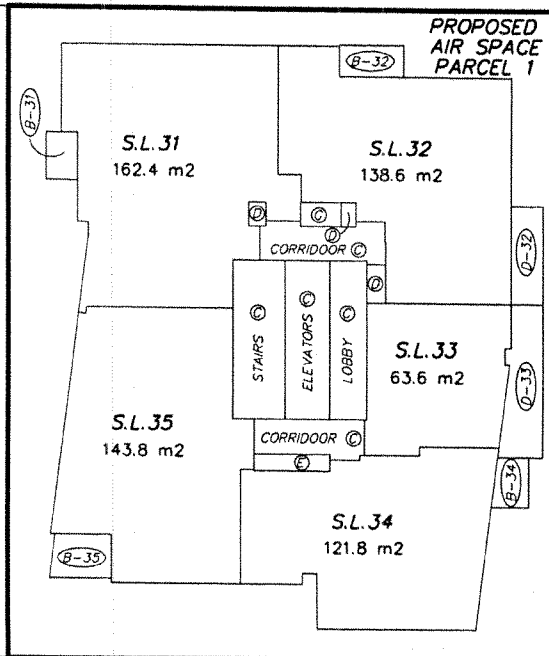 PROPOSED
AIR SPACE
PARCEL 1
B-32
B-31
S.L.31
162.4 m2
S.L.32
138.6 m2
D
G
D
CORRIDOOR C
D-32
D
STAIRS C
ELEVATORS C
LOBBY C
S.L.33
63.6 m2
D-33
S.L.35
143.8 m2
CORRIDOOR C
E
B-34
S.L.34
121.8 m2
B-35